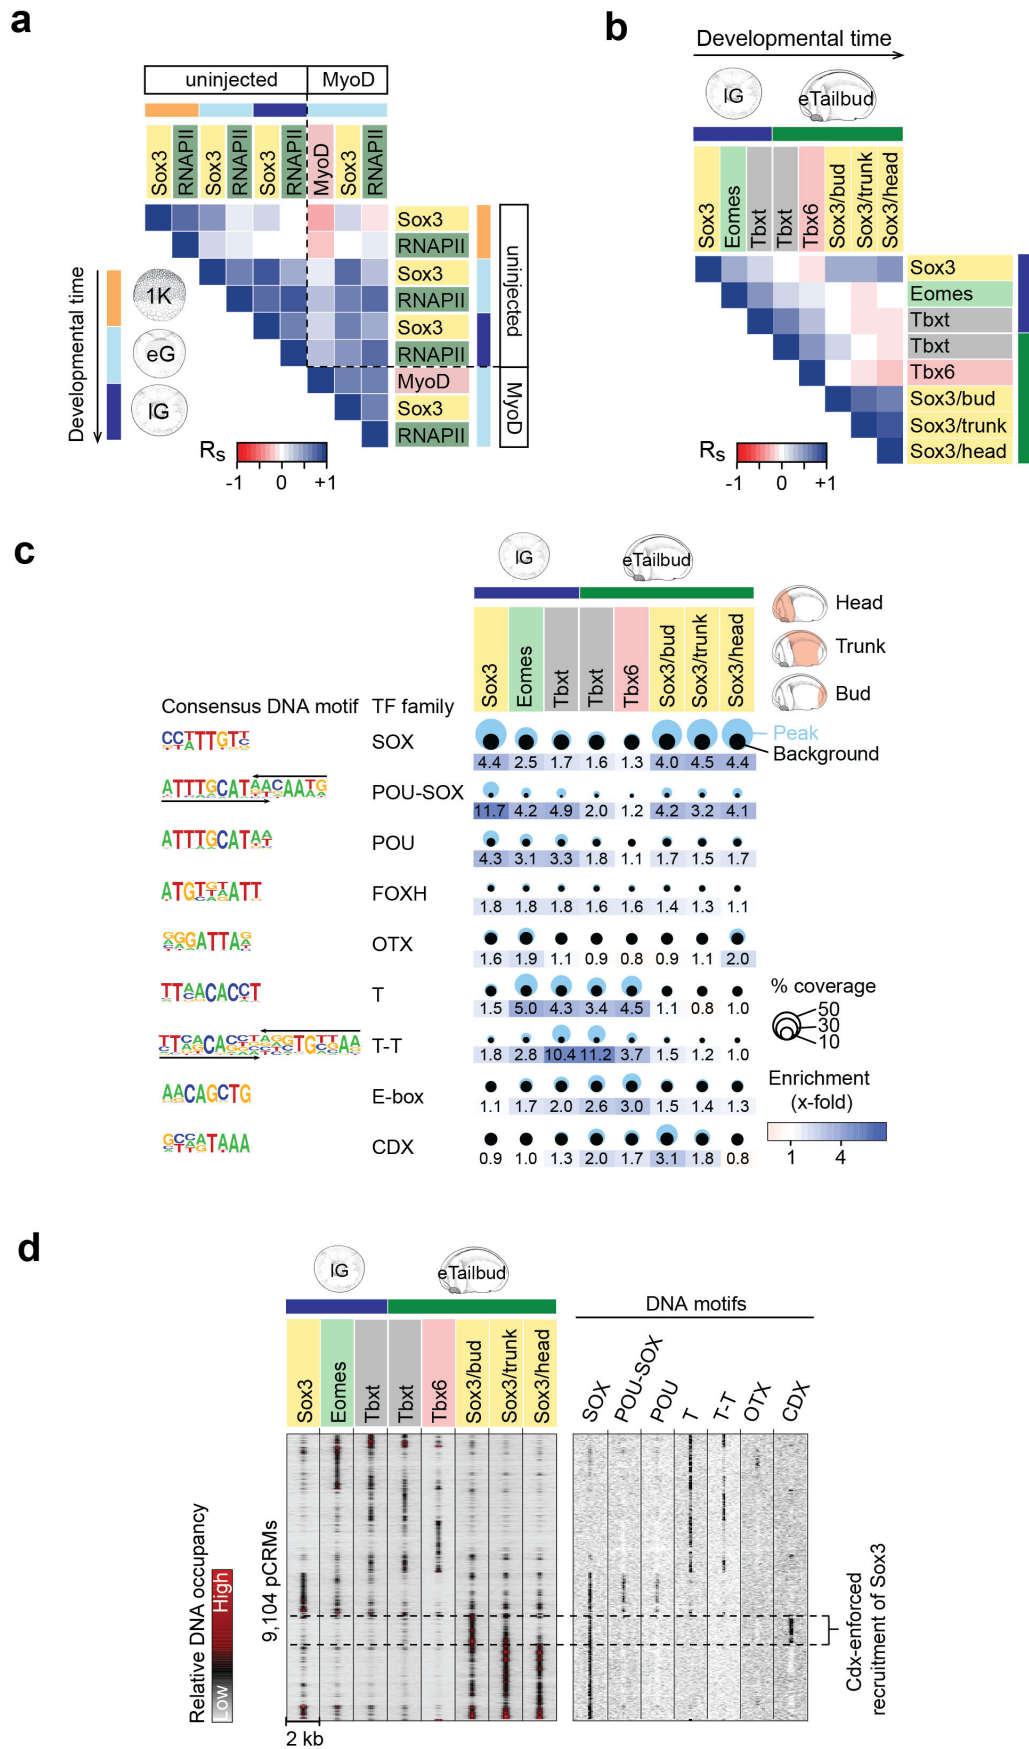 a
uninjected MyoD
Sox3 RNAPII Sox3 RNAPII Sox3 RNAPII MyoD Sox3 RNAPII
Sox3
RNAPII
Sox3
RNAPII
Sox3
RNAPII
MyoD
Sox3
RNAPII
uninjected
MyoD
Developmental time
1K
eG
lG
Rs
-1 0 +1
b
Developmental time
lG eTailbud
Sox3 Eomes Tbxt Tbxt Tbx6 Sox3/bud Sox3/trunk Sox3/head
Sox3
Eomes
Tbxt
Tbxt
Tbx6
Sox3/bud
Sox3/trunk
Sox3/head
Rs
-1 0 +1
c
lG eTailbud
Sox3 Eomes Tbxt Tbxt Tbx6 Sox3/bud Sox3/trunk Sox3/head
Head
Trunk
Bud
Consensus DNA motif TF family
Peak
Background
SOX
4.4 2.5 1.7 1.6 1.3 4.0 4.5 4.4
POU-SOX
11.7 4.2 4.9 2.0 1.2 4.2 3.2 4.1
POU
4.3 3.1 3.3 1.8 1.1 1.7 1.5 1.7
FOXH
1.8 1.8 1.8 1.6 1.6 1.4 1.3 1.1
OTX
1.6 1.9 1.1 0.9 0.8 0.9 1.1 2.0
T
1.5 5.0 4.3 3.4 4.5 1.1 0.8 1.0
T-T
1.8 2.8 10.4 11.2 3.7 1.5 1.2 1.0
E-box
1.1 1.7 2.0 2.6 3.0 1.5 1.4 1.3
CDX
0.9 1.0 1.3 2.0 1.7 3.1 1.8 0.8
% coverage
50
30
10
Enrichment
(x-fold)
1 4
d
lG eTailbud
DNA motifs
Sox3 Eomes Tbxt Tbxt Tbx6 Sox3/bud Sox3/trunk Sox3/head
SOX POU-SOX POU T T-T OTX CDX
Relative DNA occupancy
Low High
9,104 pCRMs
Cdx-enforced
recruitment of Sox3
2 kb